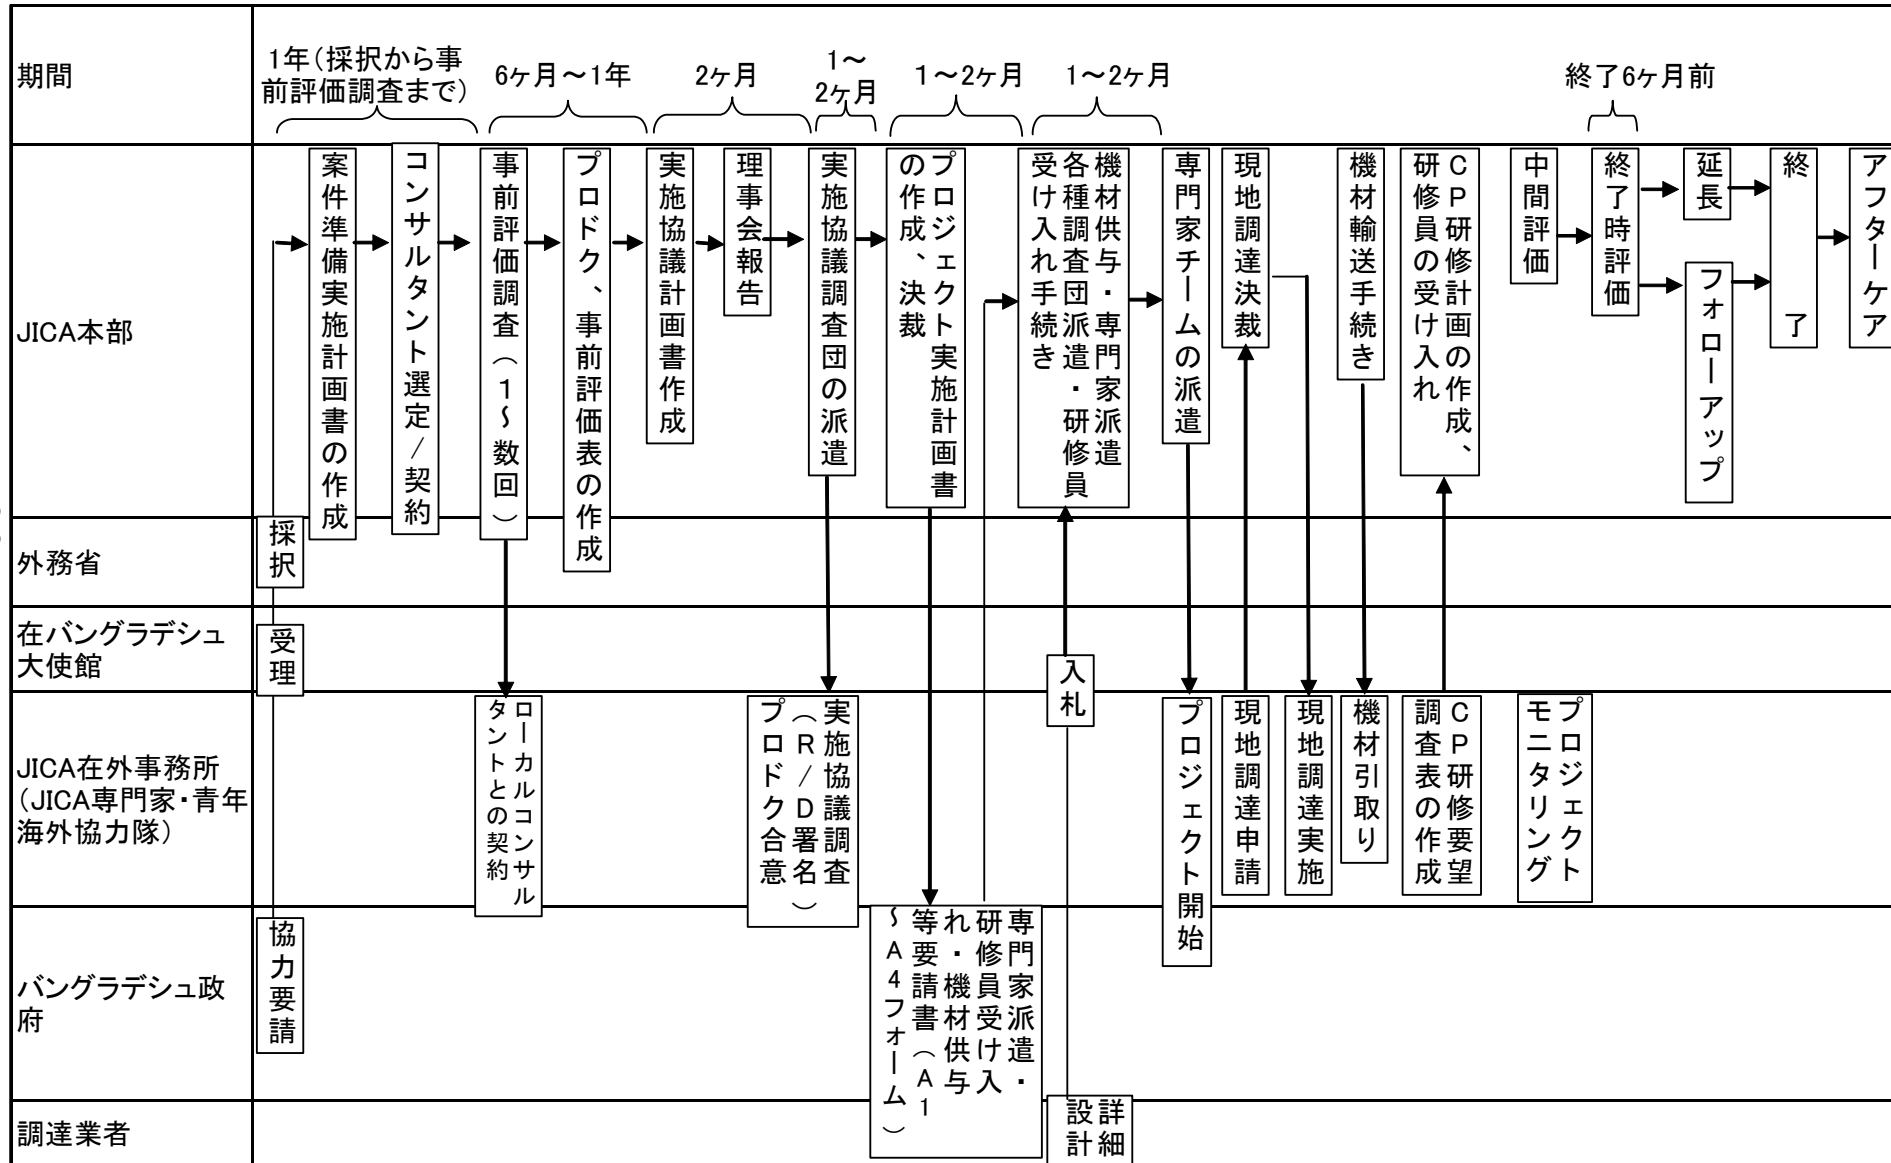 期間
1年（採択から事
前評価調査まで）
6ヶ月～1年
2ヶ月
1～
2ヶ月
1～2ヶ月
1～2ヶ月
終了6ヶ月前
JICA本部
案件準備実施計画書の作成
コンサルタント選定/契約
事前評価調査（1～数回）
プロドク、事前評価表の作成
実施協議計画書作成
理事会報告
実施協議調査団の派遣
プロジェクト実施計画書
の作成、決裁
機材供与・専門家派遣
各種調査団派遣・研修員
受け入れ手続き
専門家チームの派遣
現地調達決裁
機材輸送手続き
CP研修計画の作成、
研修員の受け入れ
中間評価
終了時評価
延長
フォローアップ
終了
アフターケア
外務省
採択
在バングラデシュ
大使館
受理
入札
JICA在外事務所
（JICA専門家・青年
海外協力隊）
ローカルコンサル
タントとの契約
実施協議調査
（R/D署名）
プロドク合意
プロジェクト開始
現地調達申請
現地調達実施
機材引取り
CP研修要望
調査表の作成
プロジェクト
モニタリング
バングラデシュ政
府
協力要請
専門家派遣・
研修員受け入
れ・機材供与
等要請書（A1
～A4フォーム）
調達業者
詳細
設計